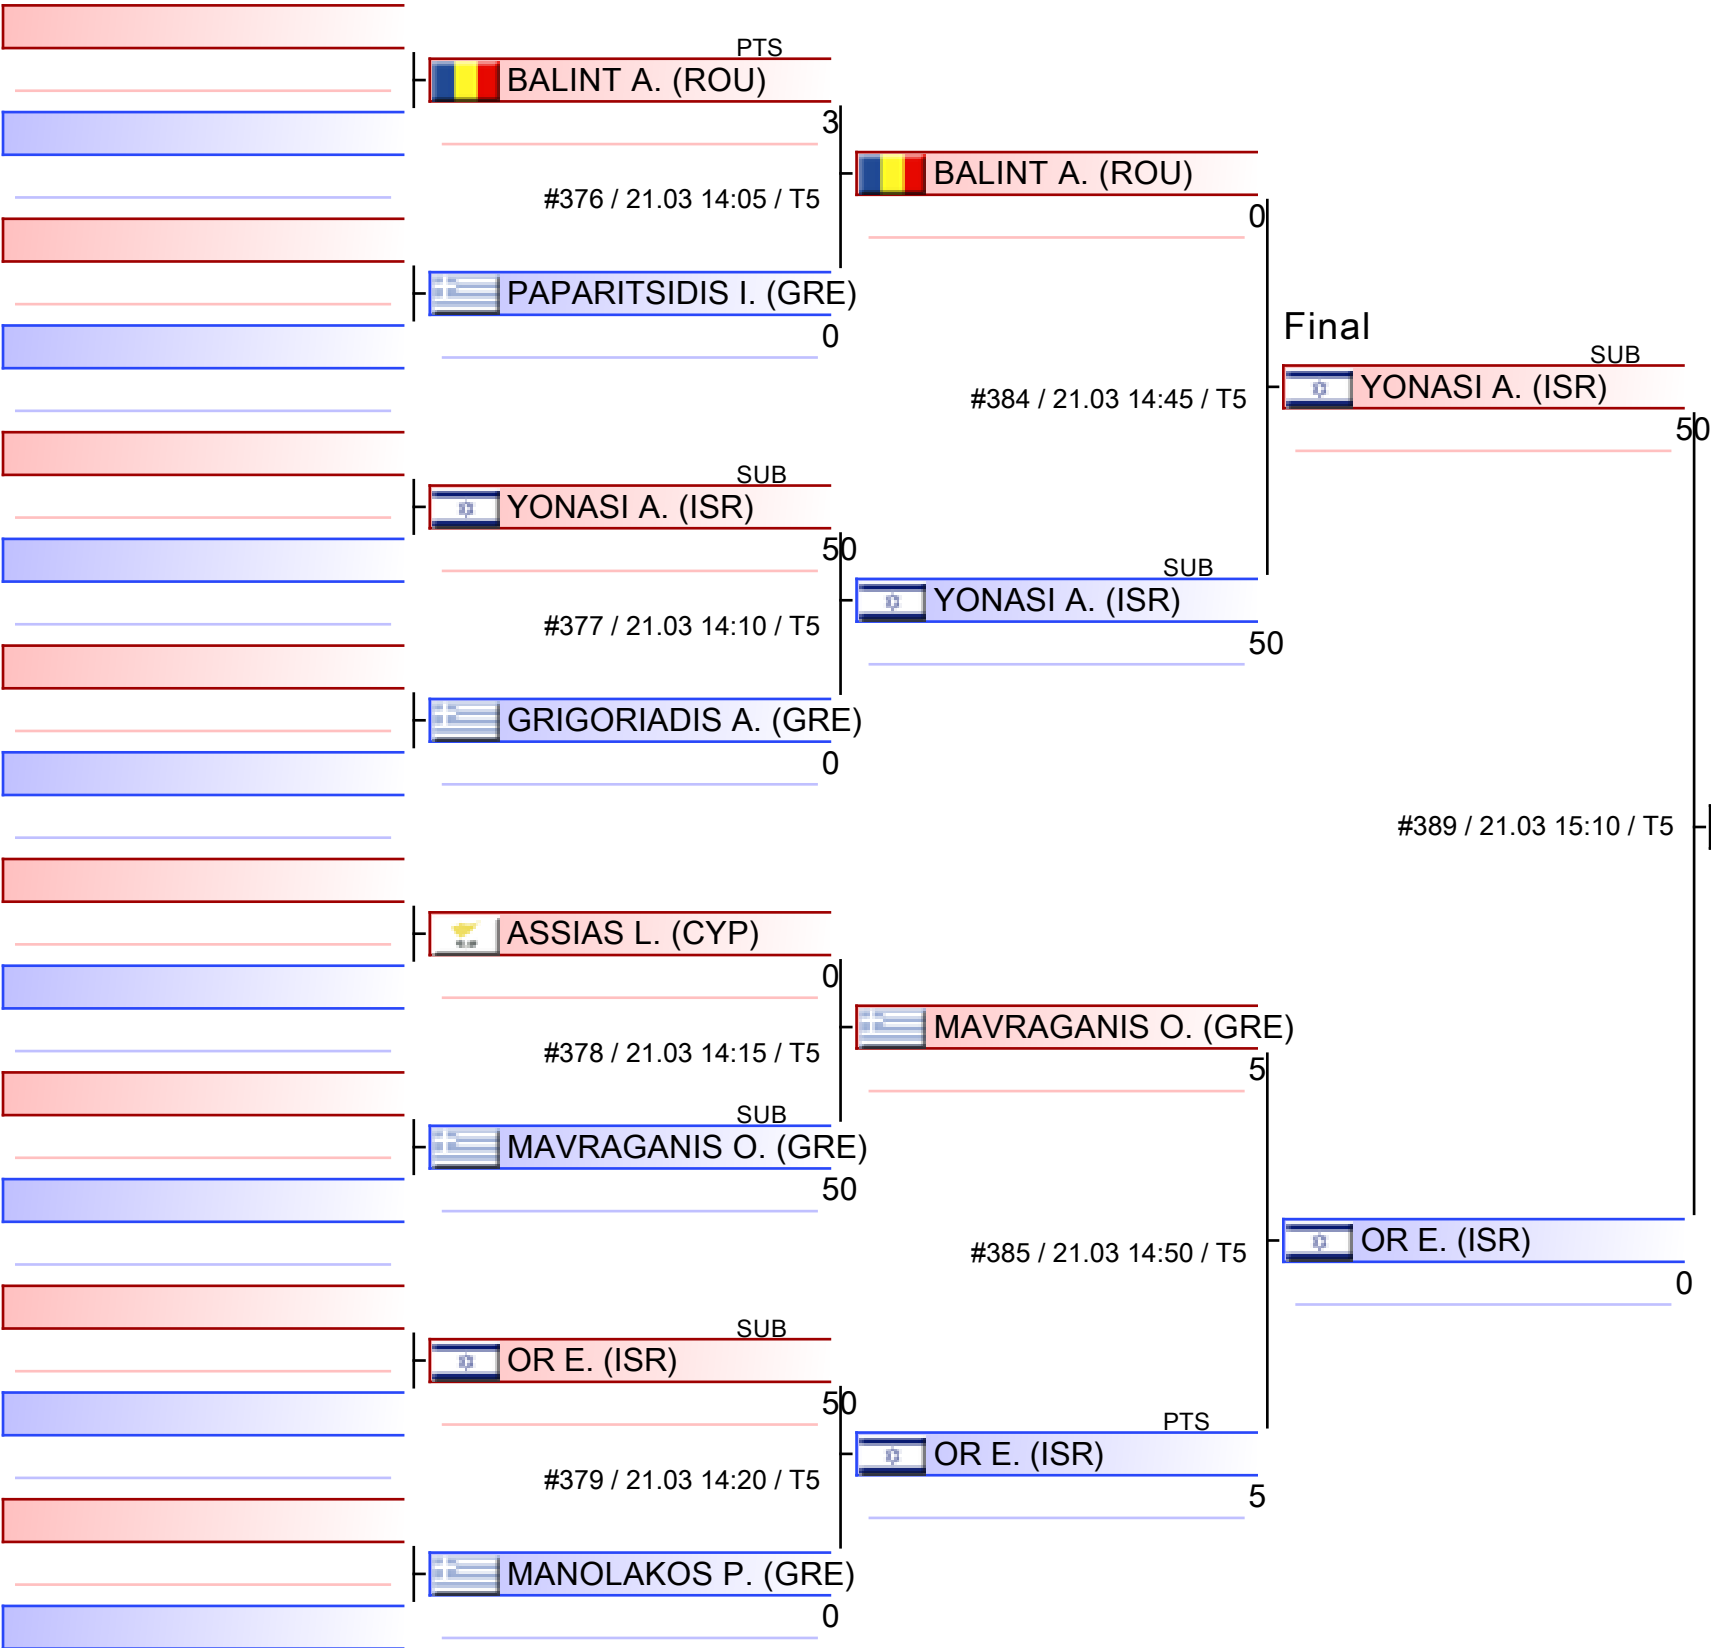 PTS
BALINT A. (ROU)
3
#376 / 21.03 14:05 / T5
PAPARITSIDIS I. (GRE)
0
SUB
YONASI A. (ISR)
50
#377 / 21.03 14:10 / T5
GRIGORIADIS A. (GRE)
0
ASSIAS L. (CYP)
0
#378 / 21.03 14:15 / T5
SUB
MAVRAGANIS O. (GRE)
50
SUB
OR E. (ISR)
50
#379 / 21.03 14:20 / T5
MANOLAKOS P. (GRE)
0
BALINT A. (ROU)
0
#384 / 21.03 14:45 / T5
SUB
YONASI A. (ISR)
50
MAVRAGANIS O. (GRE)
5
#385 / 21.03 14:50 / T5
PTS
OR E. (ISR)
5
Final
SUB
YONASI A. (ISR)
50
#389 / 21.03 15:10 / T5
OR E. (ISR)
0